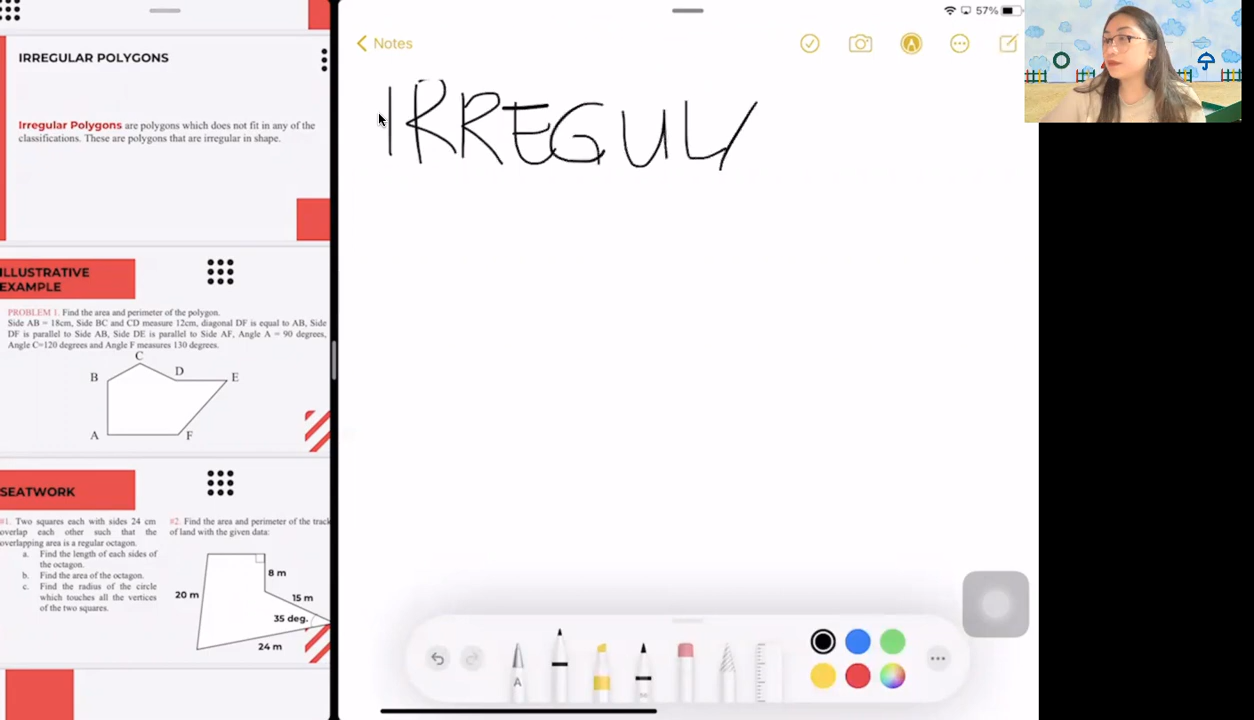 IRREGULAR POLYGONS
Irregular Polygons are polygons which does not fit in any of the
classifications. These are polygons that are irregular in shape.
ILLUSTRATIVE
EXAMPLE
PROBLEM 1. Find the area and perimeter of the polygon.
Side AB = 18cm, Side BC and CD measure 12cm, diagonal DF is equal to AB, Side
DF is parallel to Side AB, Side DE is parallel to Side AF, Angle A = 90 degrees,
Angle C=120 degrees and Angle F measures 130 degrees.
C
B
D
E
A
F
SEATWORK
#1. Two squares each with sides 24 cm
overlap each other such that the
overlapping area is a regular octagon.
a. Find the length of each sides of
the octagon.
b. Find the area of the octagon.
c. Find the radius of the circle
which touches all the vertices
of the two squares.
#2. Find the area and perimeter of the track
of land with the given data:
8 m
20 m
15 m
35 deg.
24 m
57%
Notes
IRREGUL/
A